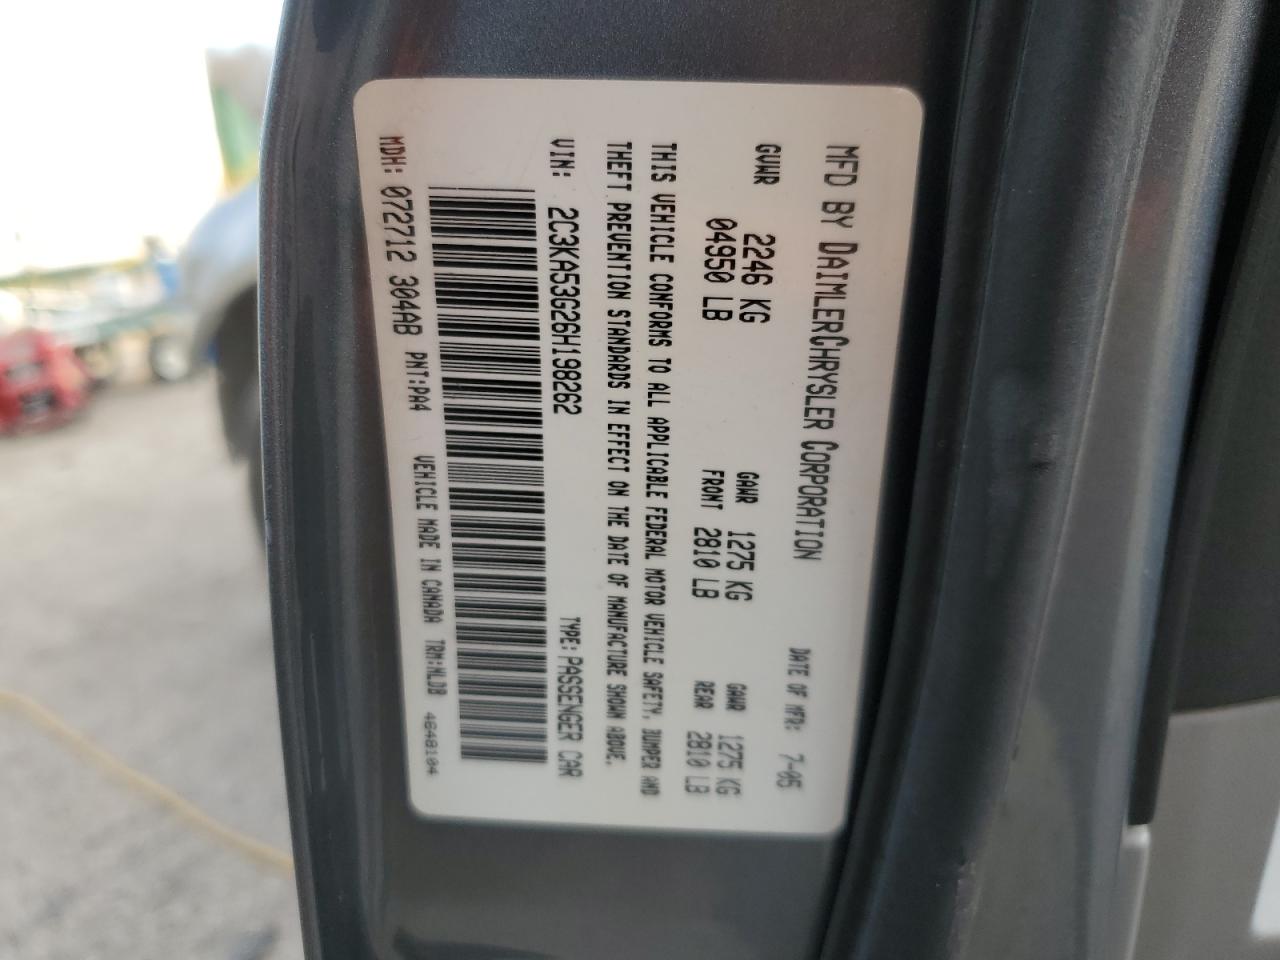 MFD BY DAIMLERCHRYSLER CORPORATION DATE OF MFR: 7-05
GVWR 2246 KG GAWR 1275 KG GAWR 1275 KG
04950 LB FRONT 2810 LB REAR 2810 LB
THIS VEHICLE CONFORMS TO ALL APPLICABLE FEDERAL MOTOR VEHICLE SAFETY, BUMPER AND
THEFT PREVENTION STANDARDS IN EFFECT ON THE DATE OF MANUFACTURE SHOWN ABOVE.
VIN: 2C3KA53G26H198262 TYPE: PASSENGER CAR
MDH: 072712 304AB PNT:PA4 VEHICLE MADE IN CANADA TRM:NLDB 4648104